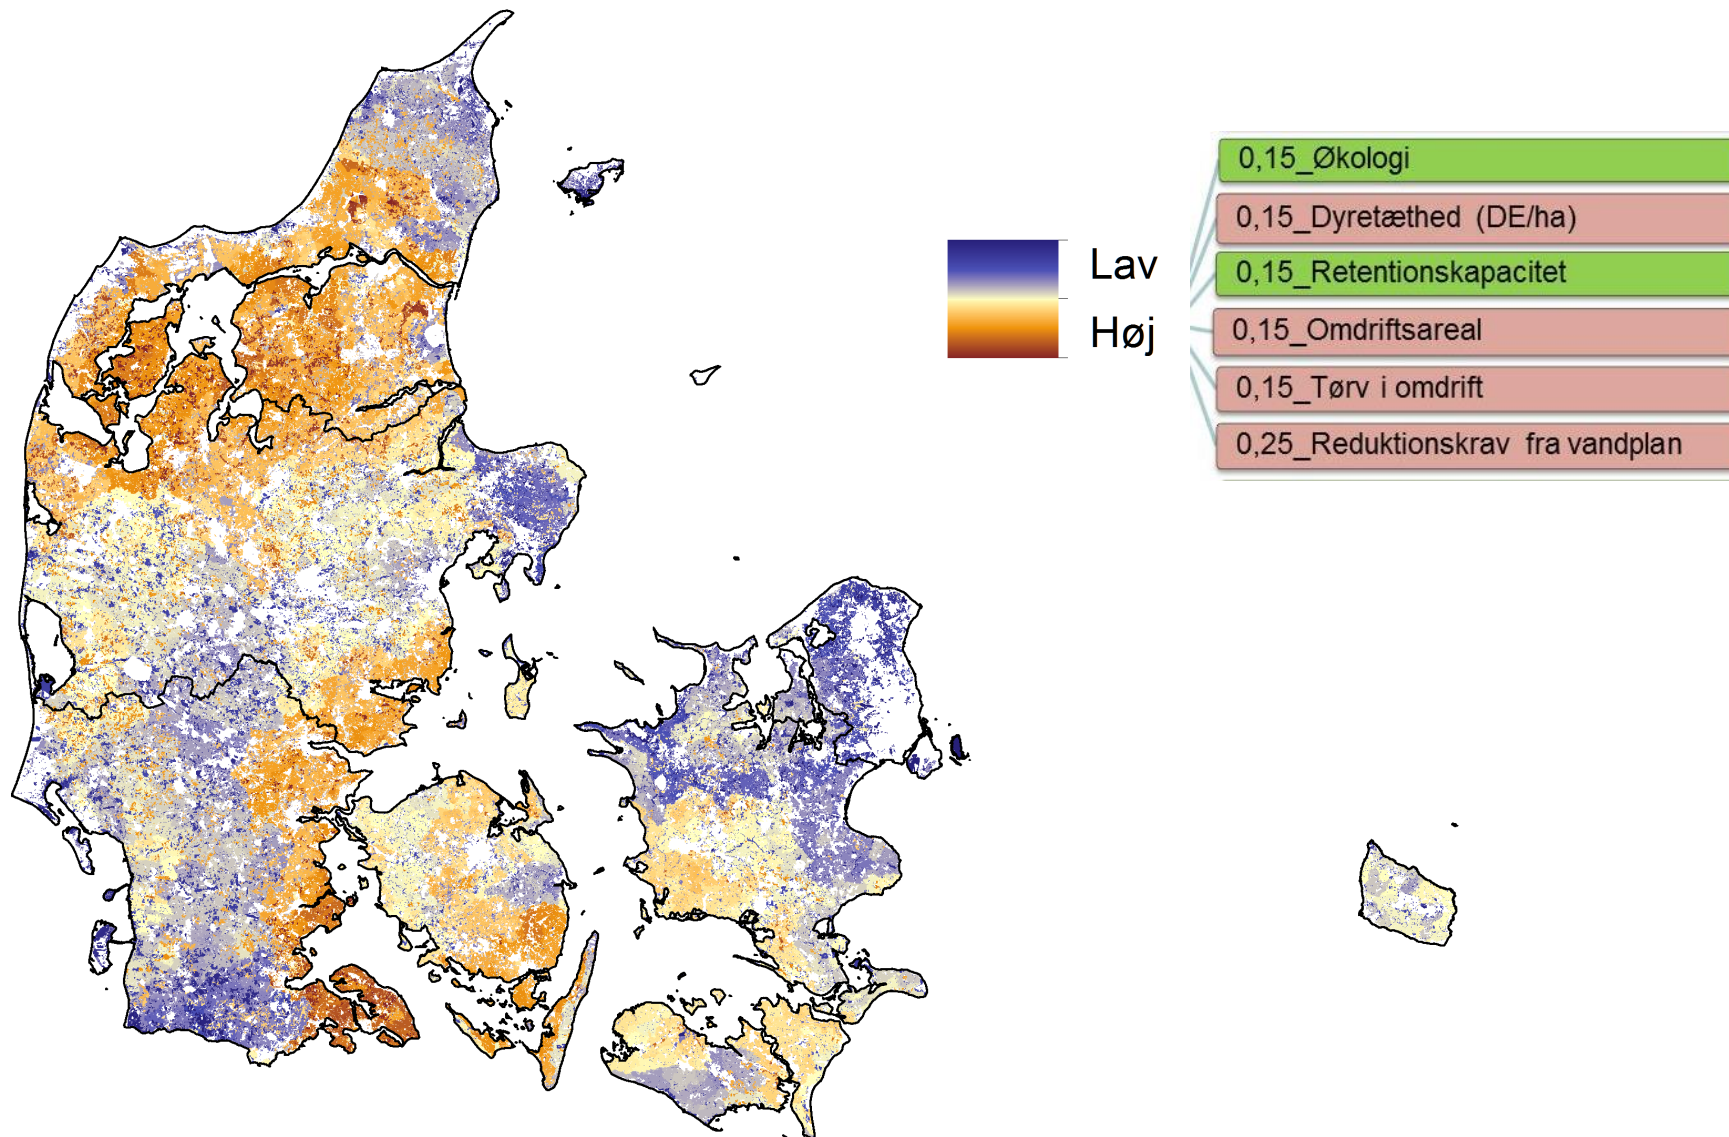 Lav
Høj
0,15_Økologi
0,15_Dyretæthed (DE/ha)
0,15_Retentionskapacitet
0,15_Omdriftsareal
0,15_Tørv i omdrift
0,25_Reduktionskrav fra vandplan